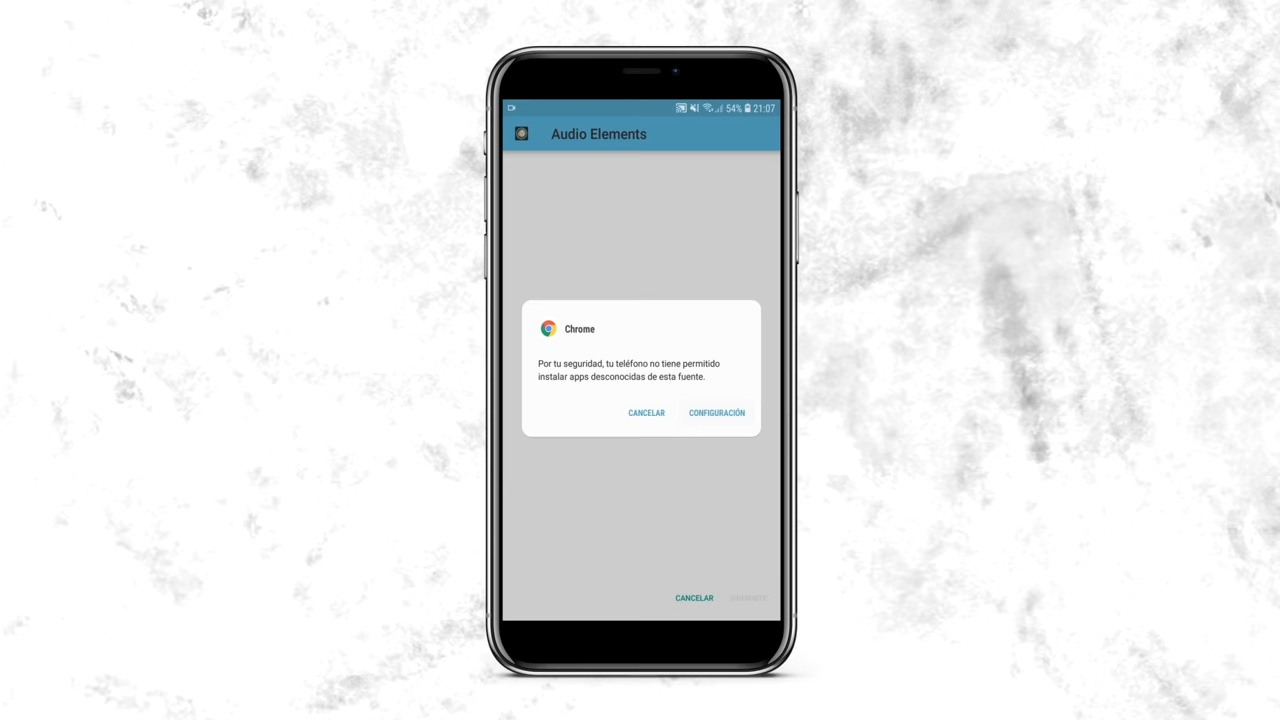 54% 21:07
Audio Elements
Chrome
Por tu seguridad, tu teléfono no tiene permitido
instalar apps desconocidas de esta fuente.
CANCELAR CONFIGURACIÓN
CANCELAR